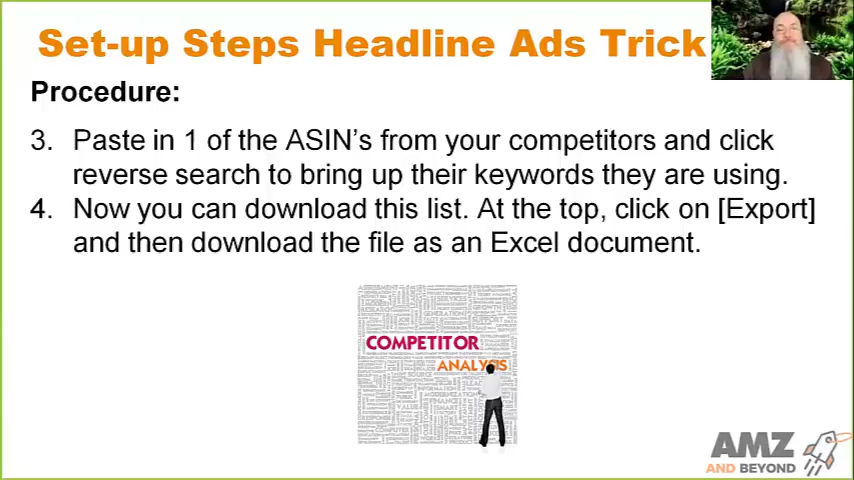 Set-up Steps Headline Ads Trick
Procedure:
3. Paste in 1 of the ASIN's from your competitors and click
reverse search to bring up their keywords they are using.
4. Now you can download this list. At the top, click on [Export]
and then download the file as an Excel document.
COMPETITOR
ANALYSIS
AMZ
AND BEYOND